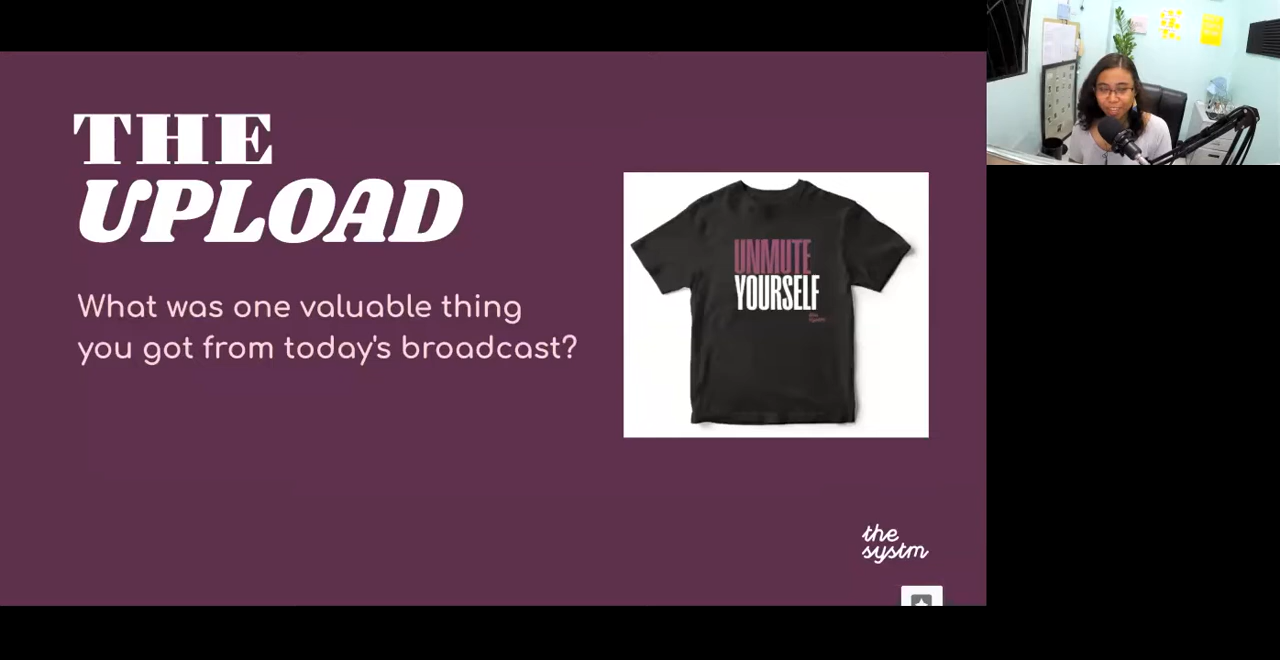 THE
UPLOAD
What was one valuable thing
you got from today's broadcast?
UNMUTE
YOURSELF
the
systm